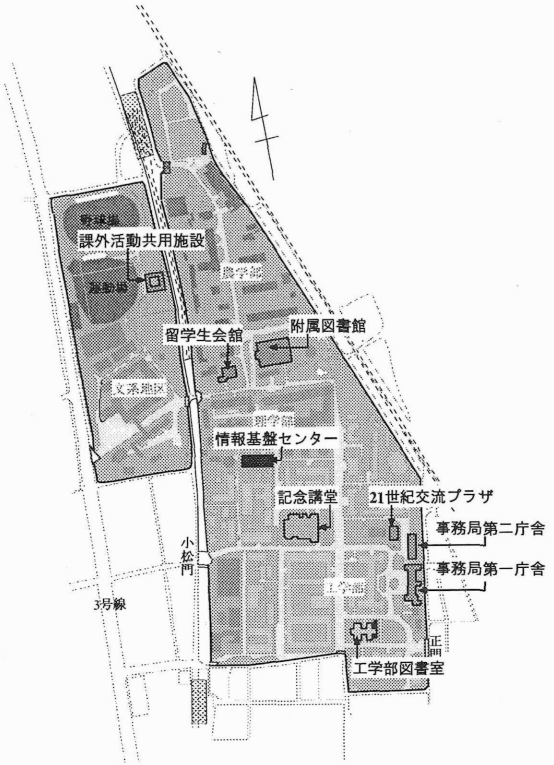 野球場
課外活動共用施設
運動場
農学部
留学生会舘
附属図書館
文系地区
理学部
情報基盤センター
記念講堂
21世紀交流プラザ
小松門
事務局第二庁舎
工学部
事務局第一庁舎
3号線
正門
工学部図書室